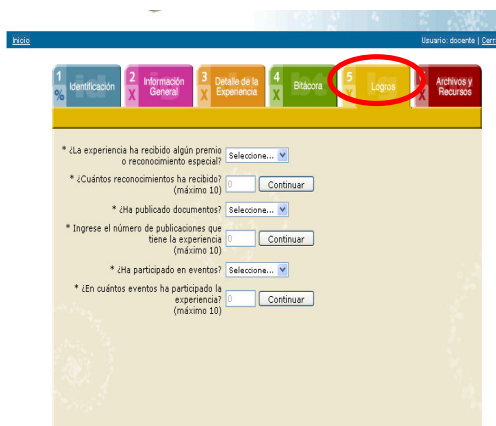 Inicio
Usuario: docente | Cerr
1 % Identificación
2 X Información General
3 X Detalle de la Experiencia
4 X Bitácora
5 X Logros
X Archivos y Recursos
* ¿La experiencia ha recibido algún premio
o reconocimiento especial? Seleccione...
* ¿Cuántos reconocimientos ha recibido?
(máximo 10) 0 Continuar
* ¿Ha publicado documentos? Seleccione...
* Ingrese el número de publicaciones que
tiene la experiencia
(máximo 10) 0 Continuar
* ¿Ha participado en eventos? Seleccione...
* ¿En cuántos eventos ha participado la
experiencia?
(máximo 10) 0 Continuar